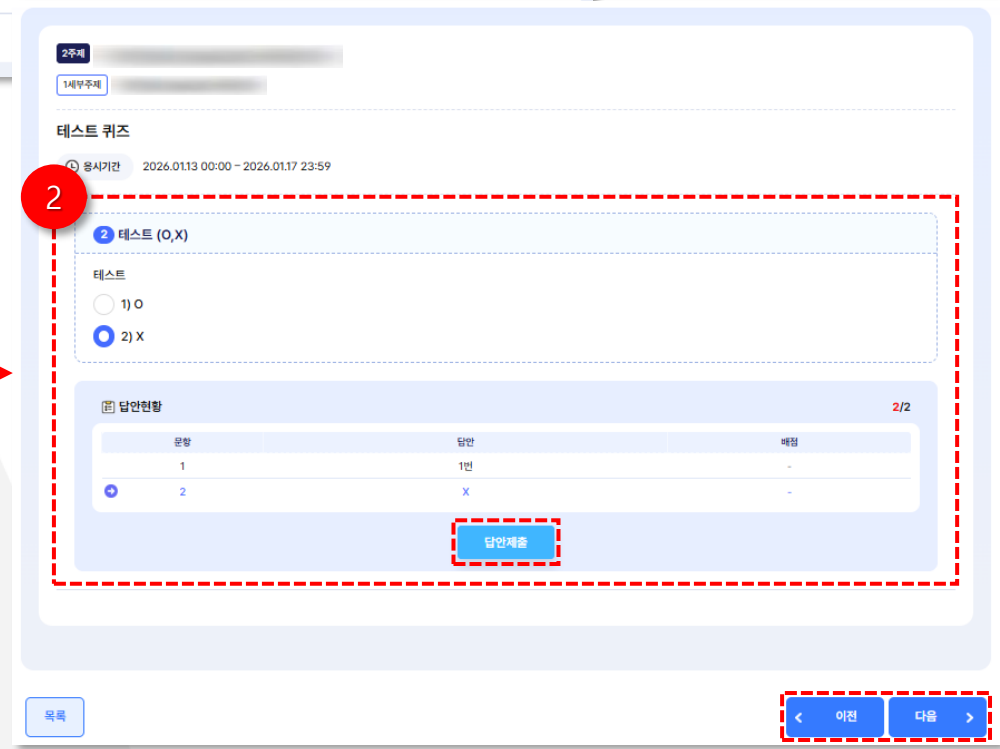 2주제
1세부주제
테스트 퀴즈
응시기간 2026.01.13 00:00 ~ 2026.01.17 23:59
2
2 테스트 (O,X)
테스트
1) O
2) X
답안현황 2/2
문항 답안 배점
1 1번 -
2 X -
답안제출
목록 이전 다음